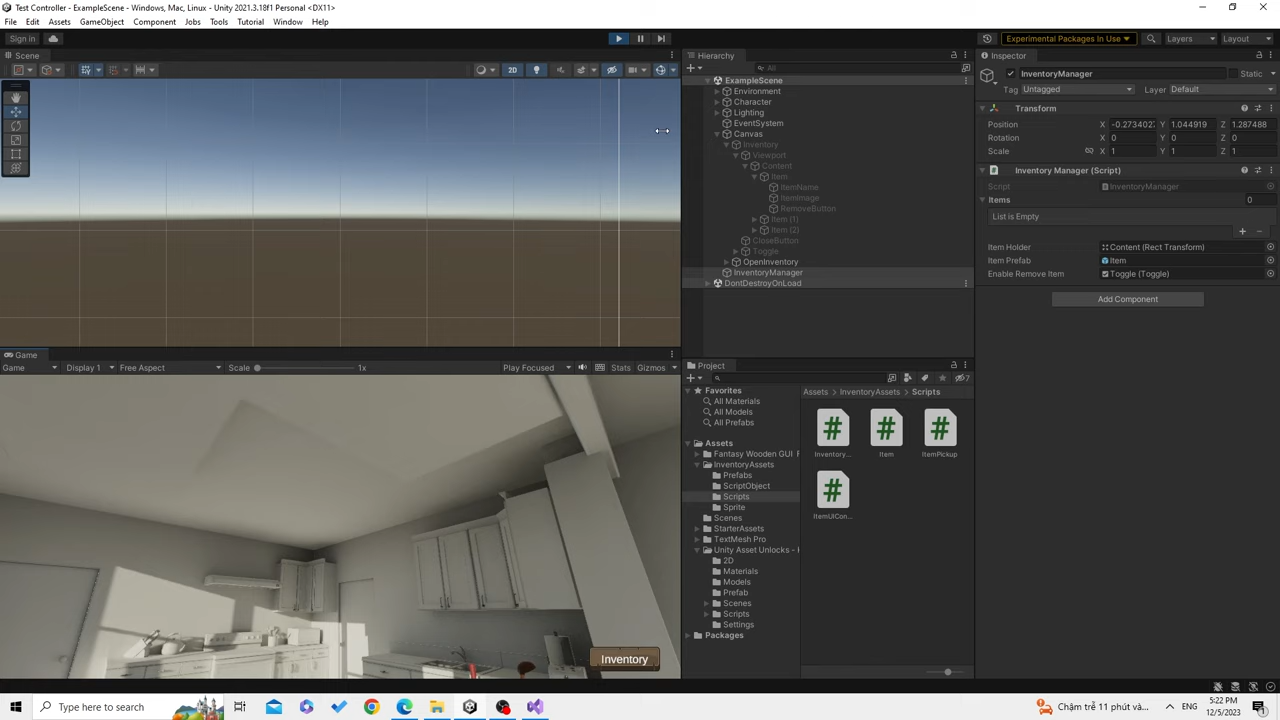 Test Controller - ExampleScene - Windows, Mac, Linux - Unity 2021.3.18f1 Personal <DX11>
File Edit Assets GameObject Component Jobs Tools Tutorial Window Help
Sign in
Experimental Packages In Use
Layers
Layout
Scene
2D
Hierarchy
All
ExampleScene
Environment
Character
Lighting
EventSystem
Canvas
Inventory
Viewport
Content
Item
ItemName
ItemImage
RemoveButton
Item (1)
Item (2)
CloseButton
Toggle
OpenInventory
InventoryManager
DontDestroyOnLoad
Inspector
InventoryManager
Static
Tag Untagged
Layer Default
Transform
Position X -0.273402 Y 1.044919 Z 1.287488
Rotation X 0 Y 0 Z 0
Scale X 1 Y 1 Z 1
Inventory Manager (Script)
Script InventoryManager
Items 0
List is Empty
Item Holder Content (Rect Transform)
Item Prefab Item
Enable Remove Item Toggle (Toggle)
Add Component
Game
Game Display 1 Free Aspect Scale 1x Play Focused Stats Gizmos
Inventory
Project
7
Favorites
All Materials
All Models
All Prefabs
Assets
Fantasy Wooden GUI F
InventoryAssets
Prefabs
ScriptObject
Scripts
Sprite
Scenes
StarterAssets
TextMesh Pro
Unity Asset Unlocks -
2D
Materials
Models
Prefab
Scenes
Scripts
Settings
Packages
Assets InventoryAssets Scripts
Inventory... Item ItemPickup
ItemUICon...
Type here to search
Chậm trễ 11 phút vào...
5:22 PM
12/5/2023
1